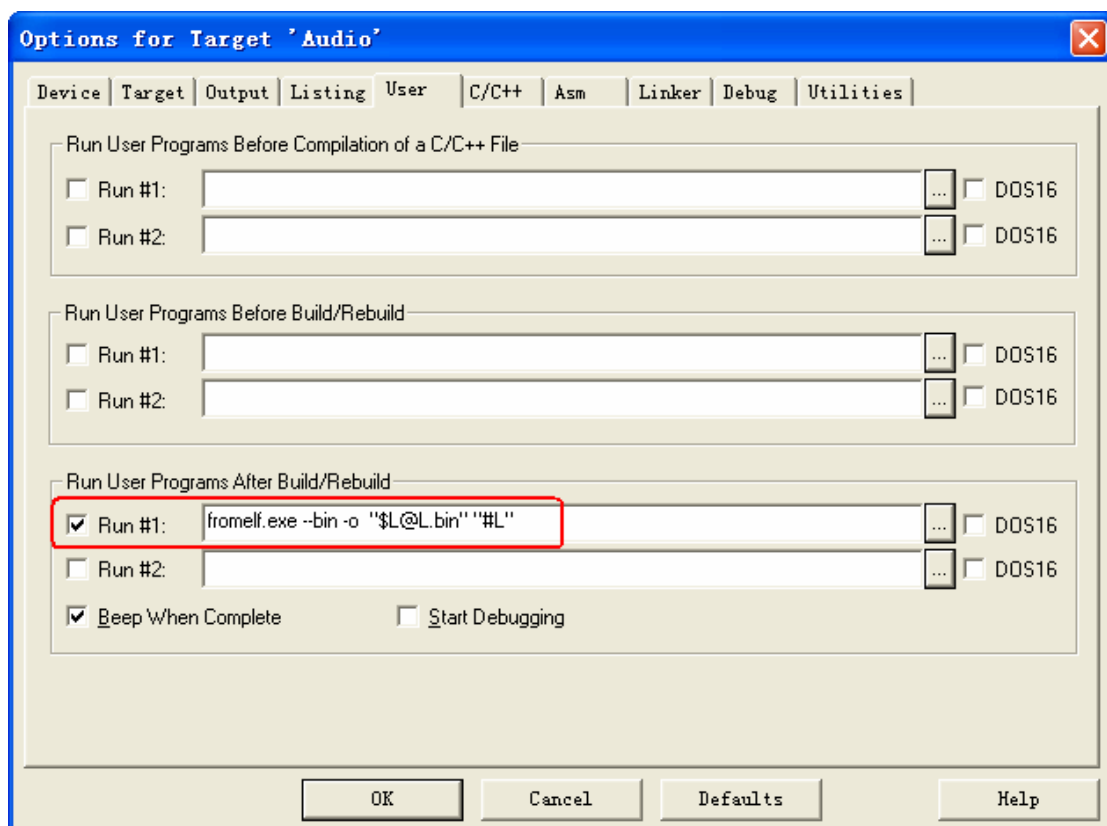 Options for Target 'Audio'
Device Target Output Listing User C/C++ Asm Linker Debug Utilities
Run User Programs Before Compilation of a C/C++ File
Run #1: ... DOS16
Run #2: ... DOS16
Run User Programs Before Build/Rebuild
Run #1: ... DOS16
Run #2: ... DOS16
Run User Programs After Build/Rebuild
Run #1: fromelf.exe --bin -o "$L@L.bin" "#L" ... DOS16
Run #2: ... DOS16
Beep When Complete Start Debugging
OK Cancel Defaults Help